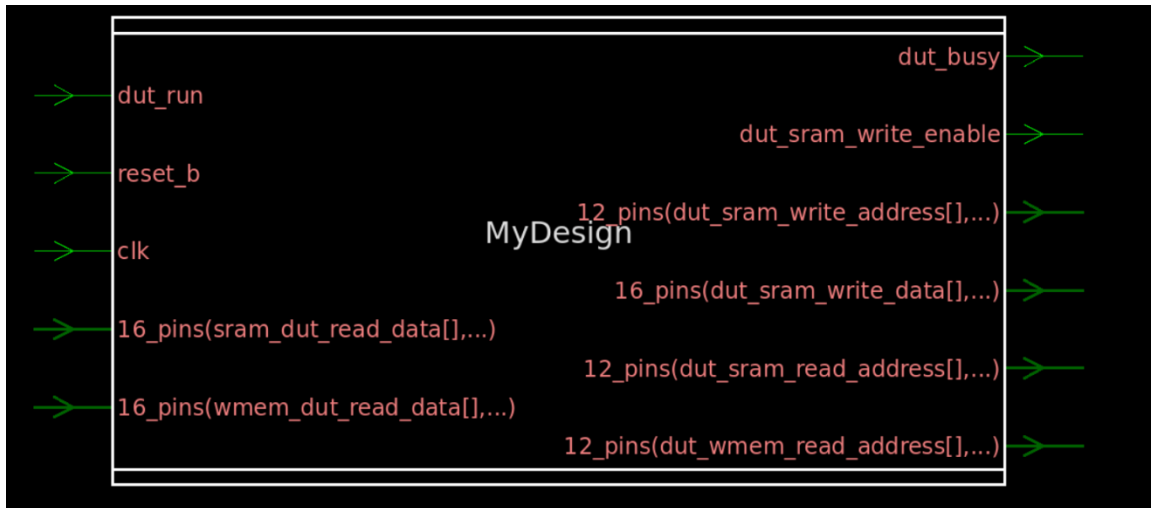 dut_busy
dut_run
dut_sram_write_enable
reset_b
12_pins(dut_sram_write_address[],...)
MyDesign
clk
16_pins(dut_sram_write_data[],...)
16_pins(sram_dut_read_data[],...)
12_pins(dut_sram_read_address[],...)
16_pins(wmem_dut_read_data[],...)
12_pins(dut_wmem_read_address[],...)